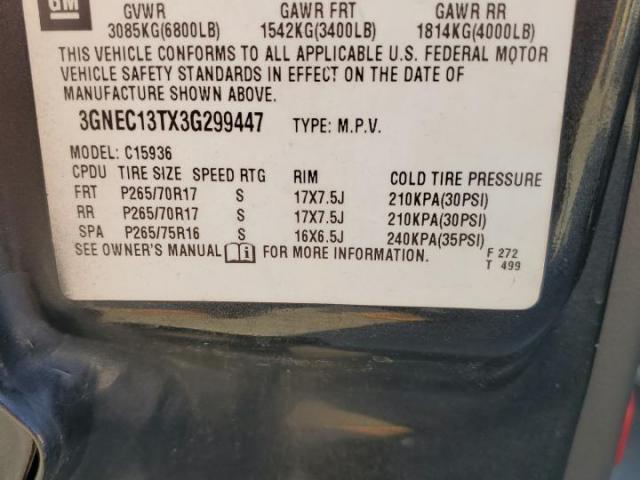 GM
GVWR GAWR FRT GAWR RR
3085KG(6800LB) 1542KG(3400LB) 1814KG(4000LB)
THIS VEHICLE CONFORMS TO ALL APPLICABLE U.S. FEDERAL MOTOR
VEHICLE SAFETY STANDARDS IN EFFECT ON THE DATE OF
MANUFACTURE SHOWN ABOVE.
3GNEC13TX3G299447 TYPE: M.P.V.
MODEL: C15936
CPDU TIRE SIZE SPEED RTG RIM COLD TIRE PRESSURE
FRT P265/70R17 S 17X7.5J 210KPA(30PSI)
RR P265/70R17 S 17X7.5J 210KPA(30PSI)
SPA P265/75R16 S 16X6.5J 240KPA(35PSI)
SEE OWNER'S MANUAL FOR MORE INFORMATION.
F 272
T 499